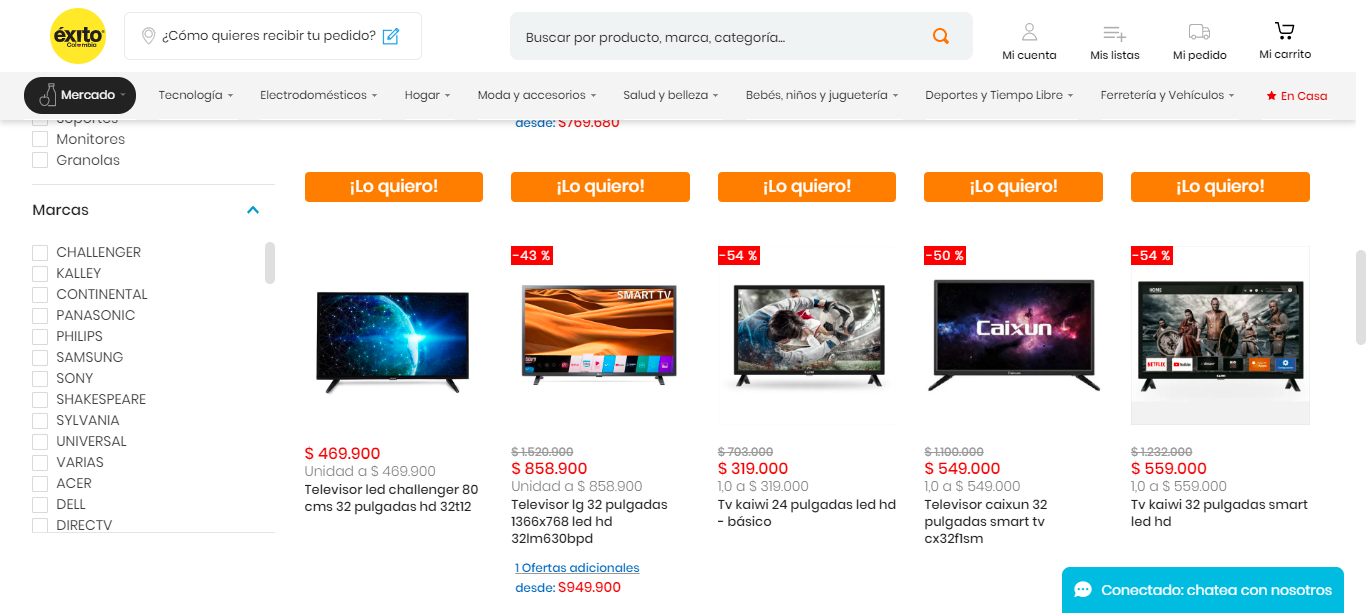 éxito
Colombia
¿Cómo quieres recibir tu pedido?
Buscar por producto, marca, categoría...
Mi cuenta
Mis listas
Mi pedido
Mi carrito
Mercado
Tecnología
Electrodomésticos
Hogar
Moda y accesorios
Salud y belleza
Bebés, niños y juguetería
Deportes y Tiempo Libre
Ferretería y Vehículos
En Casa
Soportes
Monitores
Granolas
Marcas
CHALLENGER
KALLEY
CONTINENTAL
PANASONIC
PHILIPS
SAMSUNG
SONY
SHAKESPEARE
SYLVANIA
UNIVERSAL
VARIAS
ACER
DELL
DIRECTV
desde: $769.680
¡Lo quiero!
¡Lo quiero!
¡Lo quiero!
¡Lo quiero!
¡Lo quiero!
$ 469.900
Unidad a $ 469.900
Televisor led challenger 80
cms 32 pulgadas hd 32t12
-43 %
SMART TV
$ 1.520.900
$ 858.900
Unidad a $ 858.900
Televisor lg 32 pulgadas
1366x768 led hd
32lm630bpd
1 Ofertas adicionales
desde: $949.900
-54 %
$ 703.000
$ 319.000
1,0 a $ 319.000
Tv kaiwi 24 pulgadas led hd
- básico
-50 %
Caixun
$ 1.100.000
$ 549.000
1,0 a $ 549.000
Televisor caixun 32
pulgadas smart tv
cx32f1sm
-54 %
HOME
NETFLIX
YouTube
$ 1.232.000
$ 559.000
1,0 a $ 559.000
Tv kaiwi 32 pulgadas smart
led hd
Conectado: chatea con nosotros